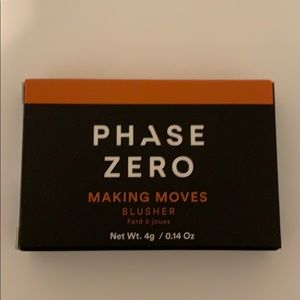 PHASE
ZERO
MAKING MOVES
BLUSHER
Fard à joues
Net Wt. 4g / 0.14 Oz